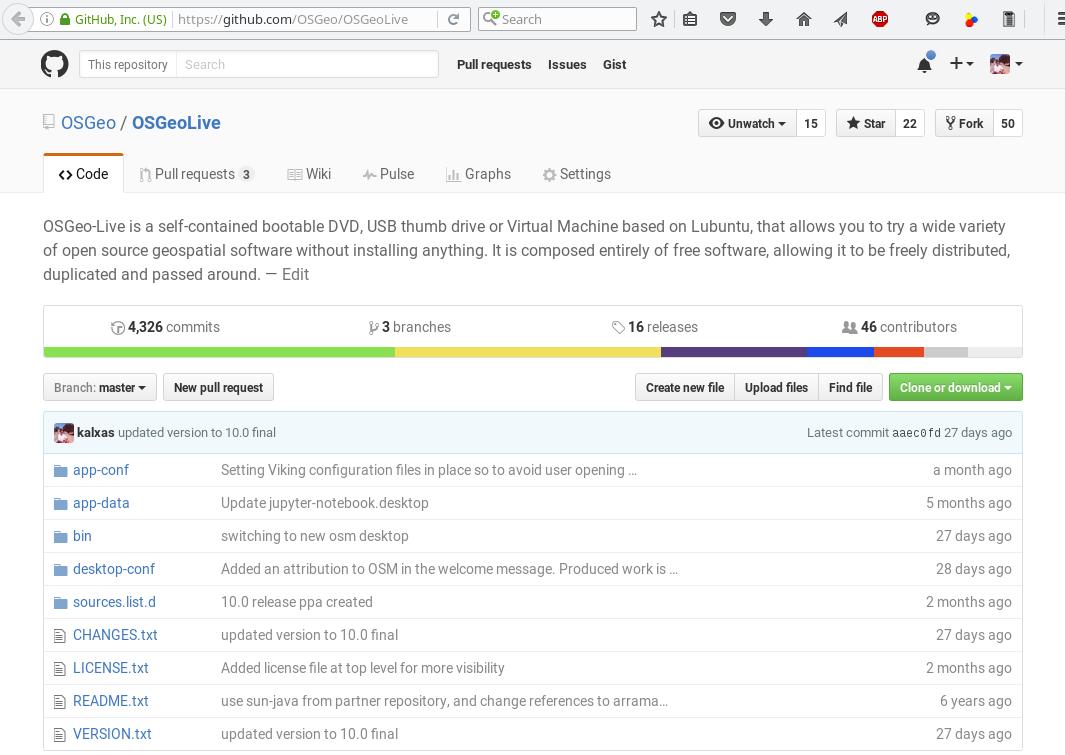 GitHub, Inc. (US) https://github.com/OSGeo/OSGeoLive Search ABP
This repository Search Pull requests Issues Gist
OSGeo / OSGeoLive Unwatch 15 Star 22 Fork 50
Code Pull requests 3 Wiki Pulse Graphs Settings
OSGeo-Live is a self-contained bootable DVD, USB thumb drive or Virtual Machine based on Lubuntu, that allows you to try a wide variety
of open source geospatial software without installing anything. It is composed entirely of free software, allowing it to be freely distributed,
duplicated and passed around. — Edit
4,326 commits 3 branches 16 releases 46 contributors
Branch: master New pull request Create new file Upload files Find file Clone or download
kalxas updated version to 10.0 final Latest commit aaec0fd 27 days ago
app-conf Setting Viking configuration files in place so to avoid user opening … a month ago
app-data Update jupyter-notebook.desktop 5 months ago
bin switching to new osm desktop 27 days ago
desktop-conf Added an attribution to OSM in the welcome message. Produced work is … 28 days ago
sources.list.d 10.0 release ppa created 2 months ago
CHANGES.txt updated version to 10.0 final 27 days ago
LICENSE.txt Added license file at top level for more visibility 2 months ago
README.txt use sun-java from partner repository, and change references to arrama… 6 years ago
VERSION.txt updated version to 10.0 final 27 days ago